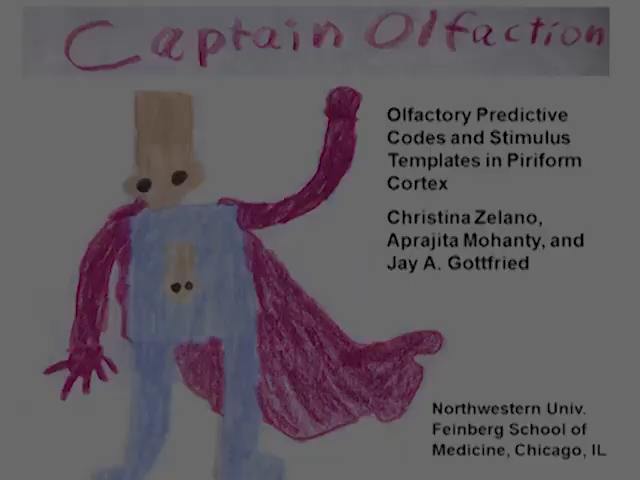 Captain Olfaction
Olfactory Predictive
Codes and Stimulus
Templates in Piriform
Cortex
Christina Zelano,
Aprajita Mohanty, and
Jay A. Gottfried
Northwestern Univ.
Feinberg School of
Medicine, Chicago, IL